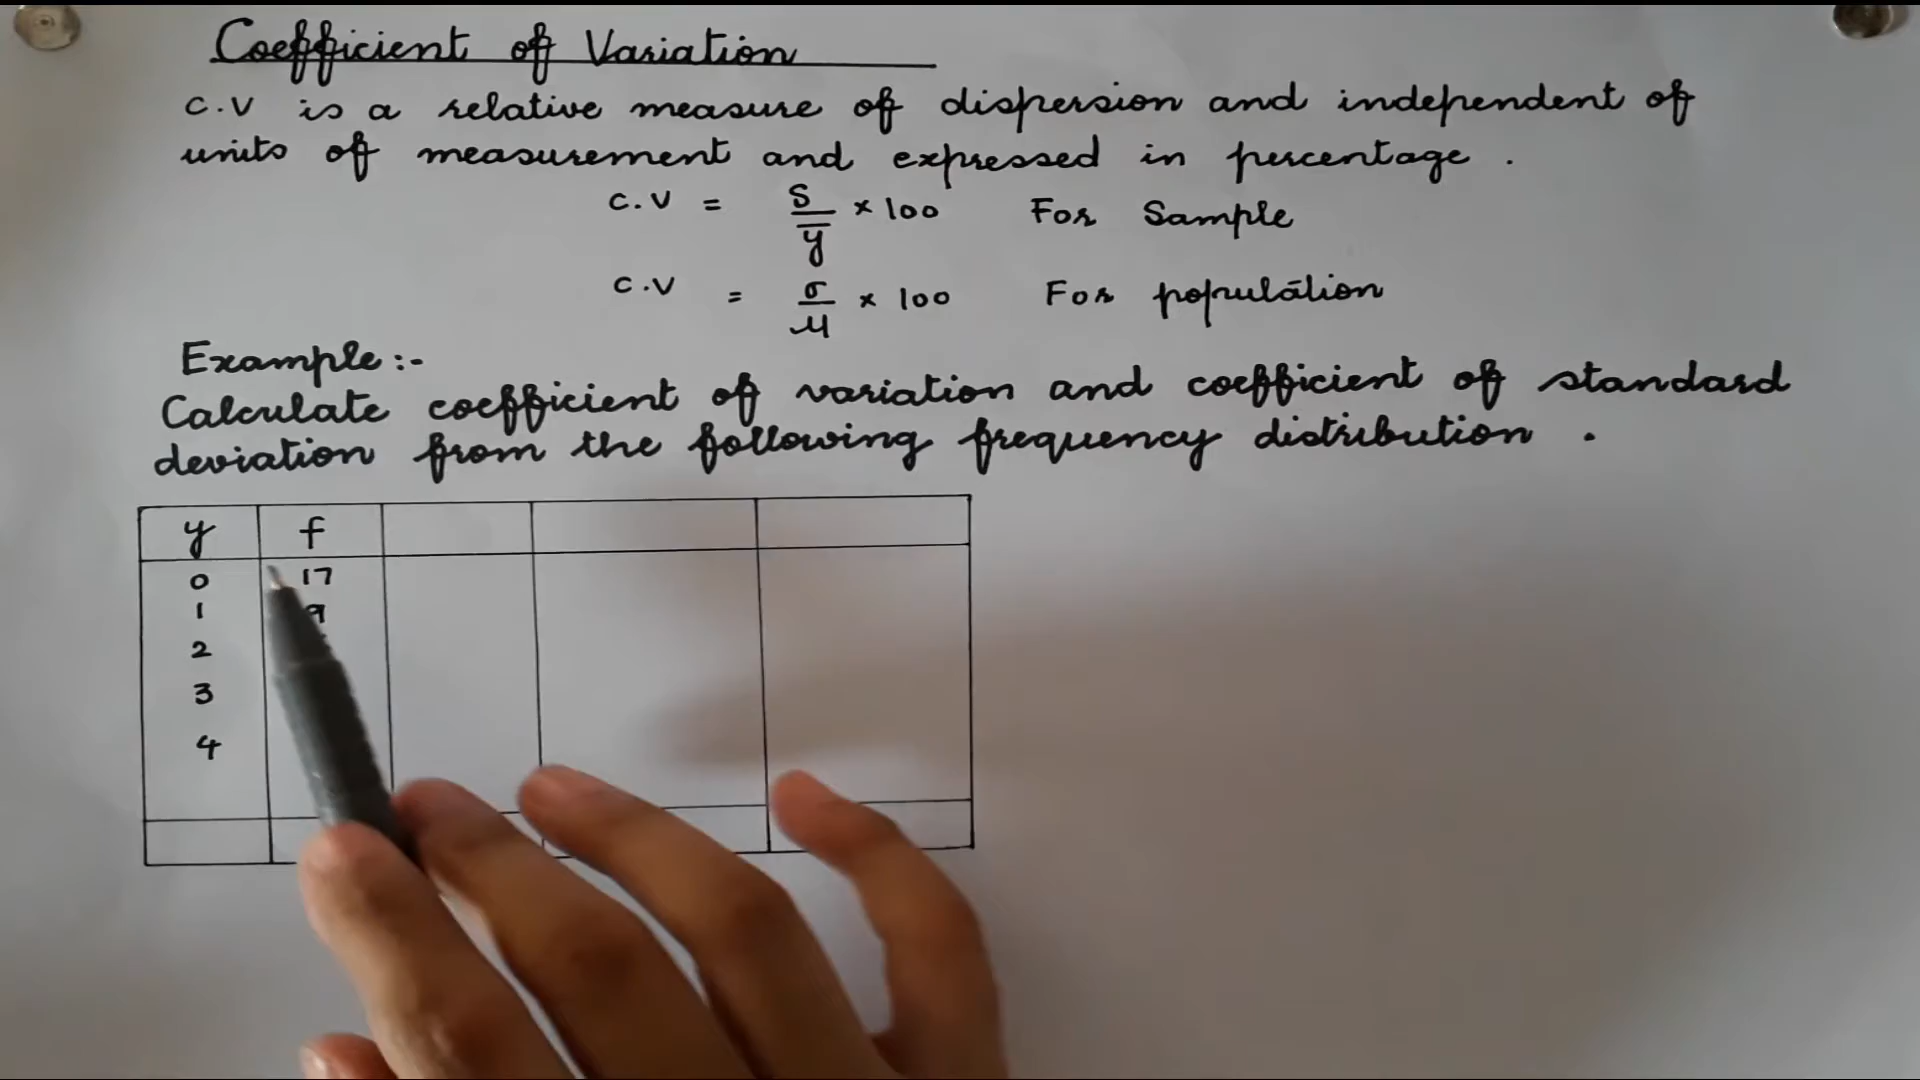 Coefficient of Variation
C.V is a relative measure of dispersion and independent of
units of measurement and expressed in percentage .
C.V = S/ȳ × 100 For Sample
C.V = σ/μ × 100 For population
Example:-
Calculate coefficient of variation and coefficient of standard
deviation from the following frequency distribution .
y f
0 17
1 9
2
3
4